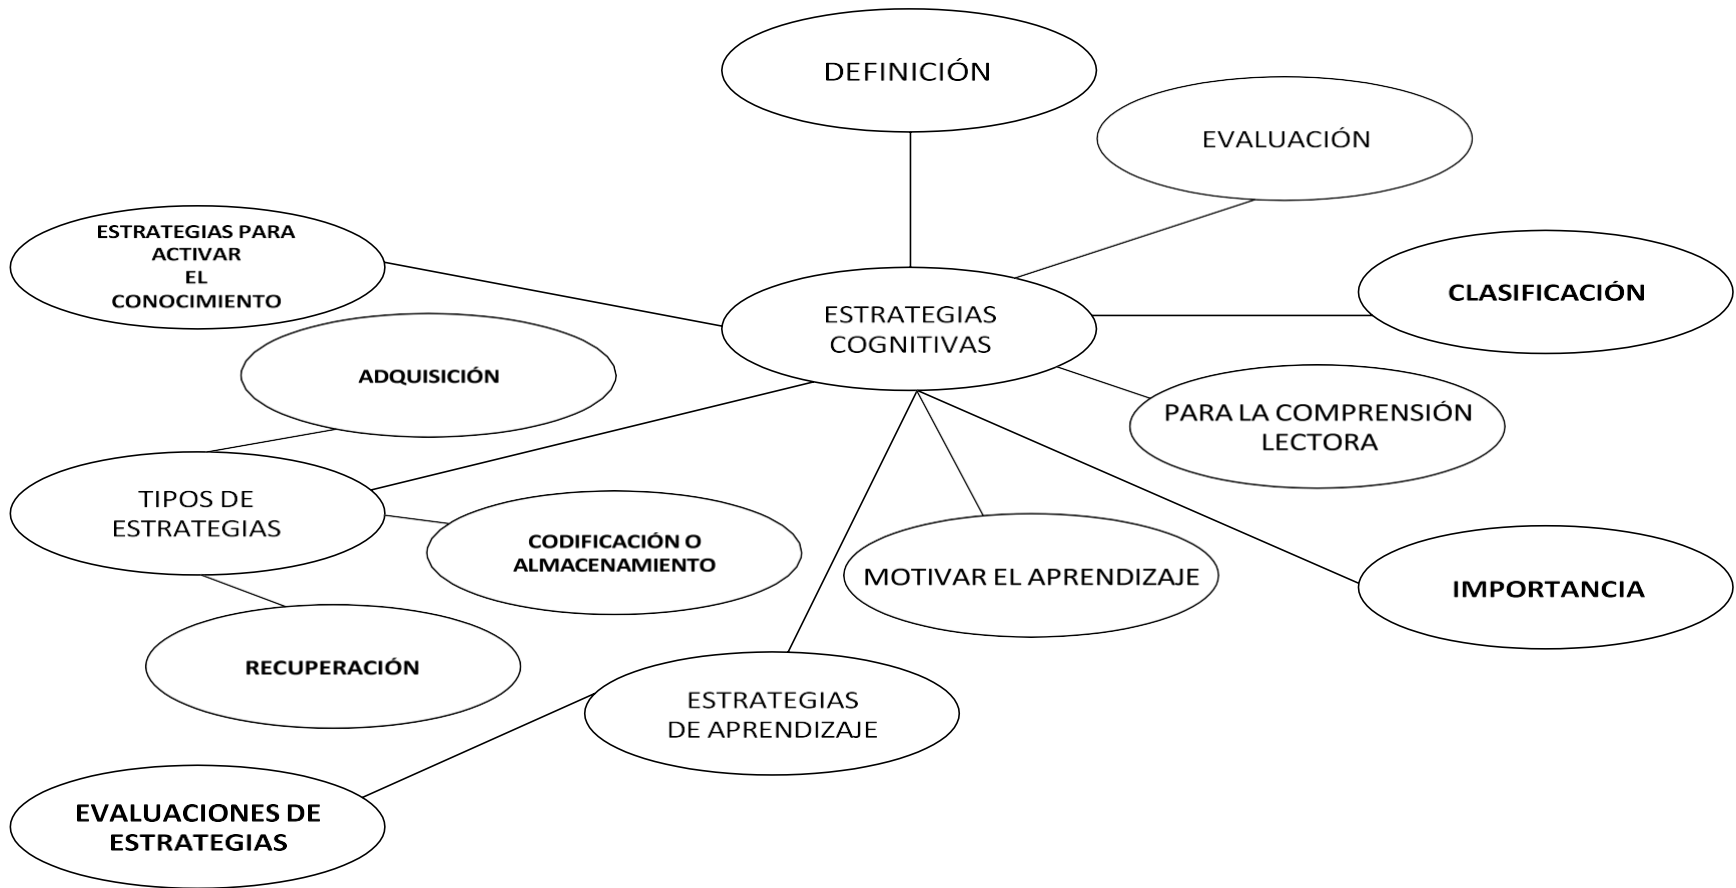 DEFINICIÓN
EVALUACIÓN
ESTRATEGIAS PARA
ACTIVAR
EL
CONOCIMIENTO
CLASIFICACIÓN
ESTRATEGIAS
COGNITIVAS
ADQUISICIÓN
PARA LA COMPRENSIÓN
LECTORA
TIPOS DE
ESTRATEGIAS
CODIFICACIÓN O
ALMACENAMIENTO
MOTIVAR EL APRENDIZAJE
IMPORTANCIA
RECUPERACIÓN
ESTRATEGIAS
DE APRENDIZAJE
EVALUACIONES DE
ESTRATEGIAS